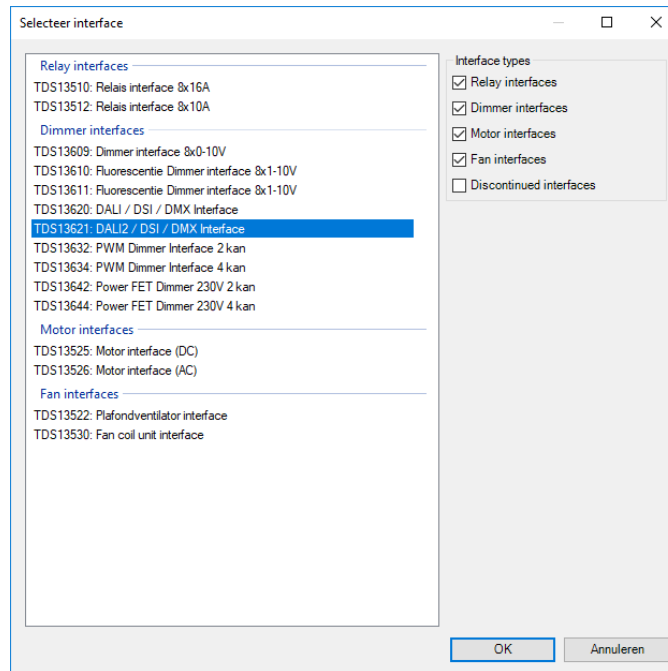 Selecteer interface
Relay interfaces
TDS13510: Relais interface 8x16A
TDS13512: Relais interface 8x10A
Dimmer interfaces
TDS13609: Dimmer interface 8x0-10V
TDS13610: Fluorescentie Dimmer interface 8x1-10V
TDS13611: Fluorescentie Dimmer interface 8x1-10V
TDS13620: DALI / DSI / DMX Interface
TDS13621: DALI2 / DSI / DMX Interface
TDS13632: PWM Dimmer Interface 2 kan
TDS13634: PWM Dimmer Interface 4 kan
TDS13642: Power FET Dimmer 230V 2 kan
TDS13644: Power FET Dimmer 230V 4 kan
Motor interfaces
TDS13525: Motor interface (DC)
TDS13526: Motor interface (AC)
Fan interfaces
TDS13522: Plafondventilator interface
TDS13530: Fan coil unit interface
Interface types
Relay interfaces
Dimmer interfaces
Motor interfaces
Fan interfaces
Discontinued interfaces
OK
Annuleren